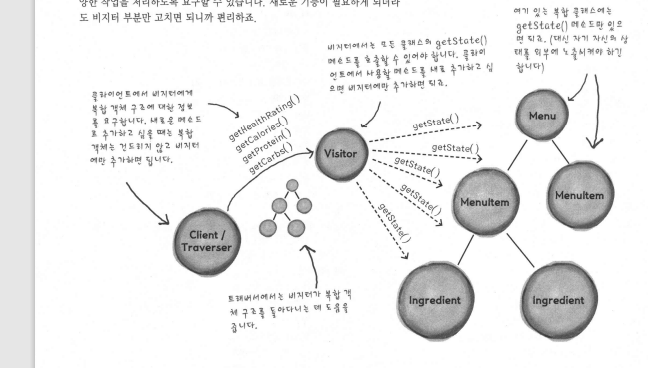 양한 작업을 처리하도록 요구할 수 있습니다. 새로운 기능이 필요하게 되더라
도 비지터 부분만 고치면 되니까 편리하죠.
여기 있는 복합 클래스에는
getState() 메소드만 있으
면 되죠. (대신 자기 자신의 상
태를 외부에 노출시켜야 하긴
합니다)
비지터에서는 모든 클래스의 getState()
메소드를 호출할 수 있어야 합니다. 클라이
언트에서 사용할 메소드를 새로 추가하고 싶
으면 비지터에만 추가하면 되죠.
클라이언트에서 비지터에게
복합 객체 구조에 대한 정보
를 요구합니다. 새로운 메소드
를 추가하고 싶을 때는 복합
객체는 건드리지 않고 비지터
에만 추가하면 됩니다.
getHealthRating()
getCalories()
getProtein()
getCarbs()
Visitor
getState()
getState()
getState()
getState()
getState()
Menu
MenuItem
MenuItem
Client /
Traverser
Ingredient
Ingredient
트래버서에서는 비지터가 복합 객
체 구조를 돌아다니는 데 도움을
줍니다.